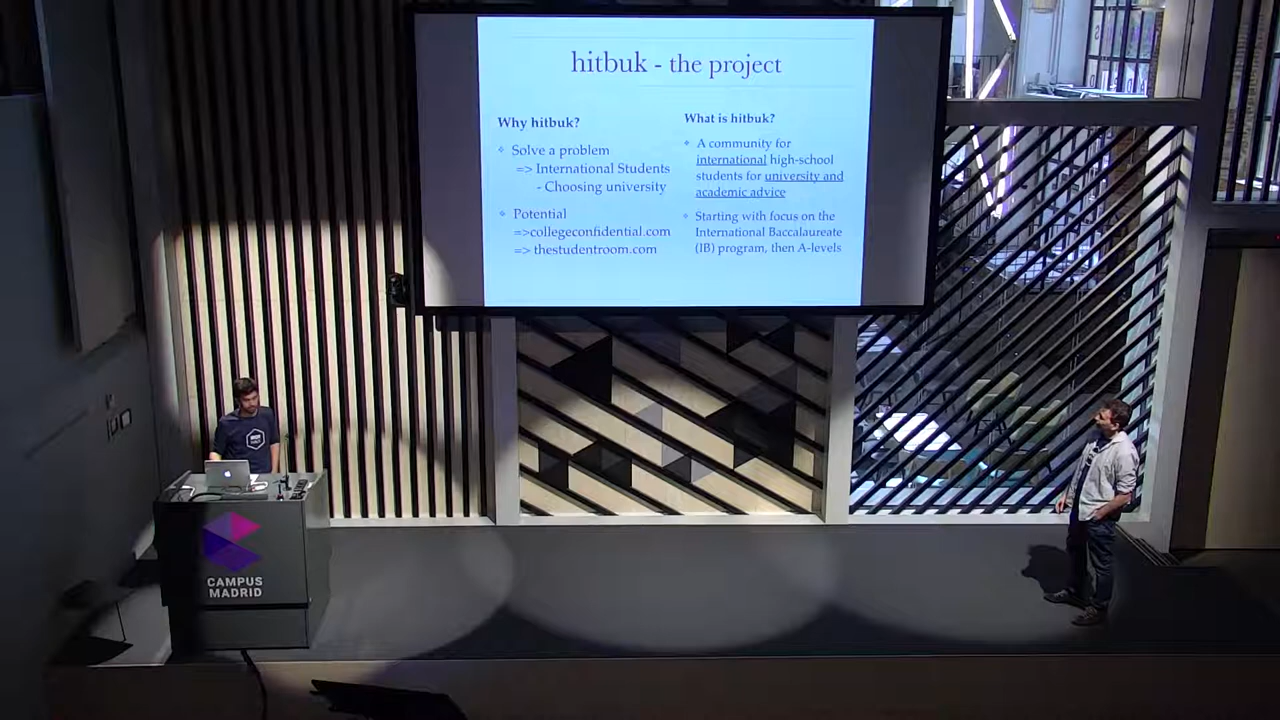 hitbuk - the project
Why hitbuk?
Solve a problem
=> International Students
- Choosing university
Potential
=>collegeconfidential.com
=> thestudentroom.com
What is hitbuk?
A community for
international high-school
students for university and
academic advice
Starting with focus on the
International Baccalaureate
(IB) program, then A-levels
CAMPUS
MADRID